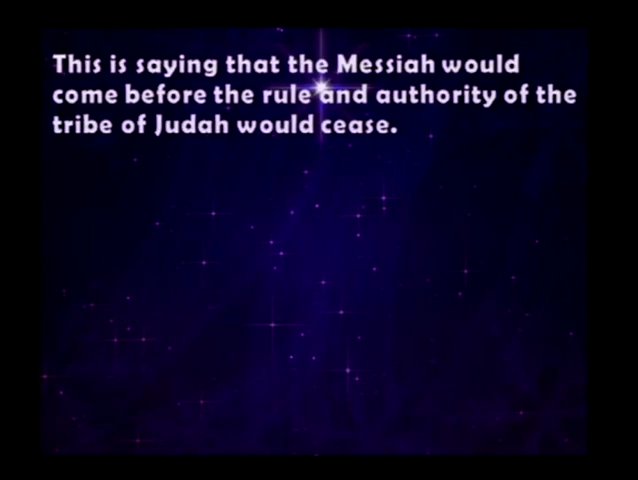 This is saying that the Messiah would
come before the rule and authority of the
tribe of Judah would cease.